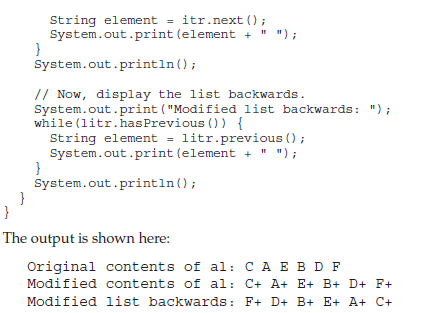 String element = itr.next();
System.out.print(element + " ");
}
System.out.println();
// Now, display the list backwards.
System.out.print("Modified list backwards: ");
while(litr.hasPrevious()) {
String element = litr.previous();
System.out.print(element + " ");
}
System.out.println();
}
}
The output is shown here:
Original contents of al: C A E B D F
Modified contents of al: C+ A+ E+ B+ D+ F+
Modified list backwards: F+ D+ B+ E+ A+ C+